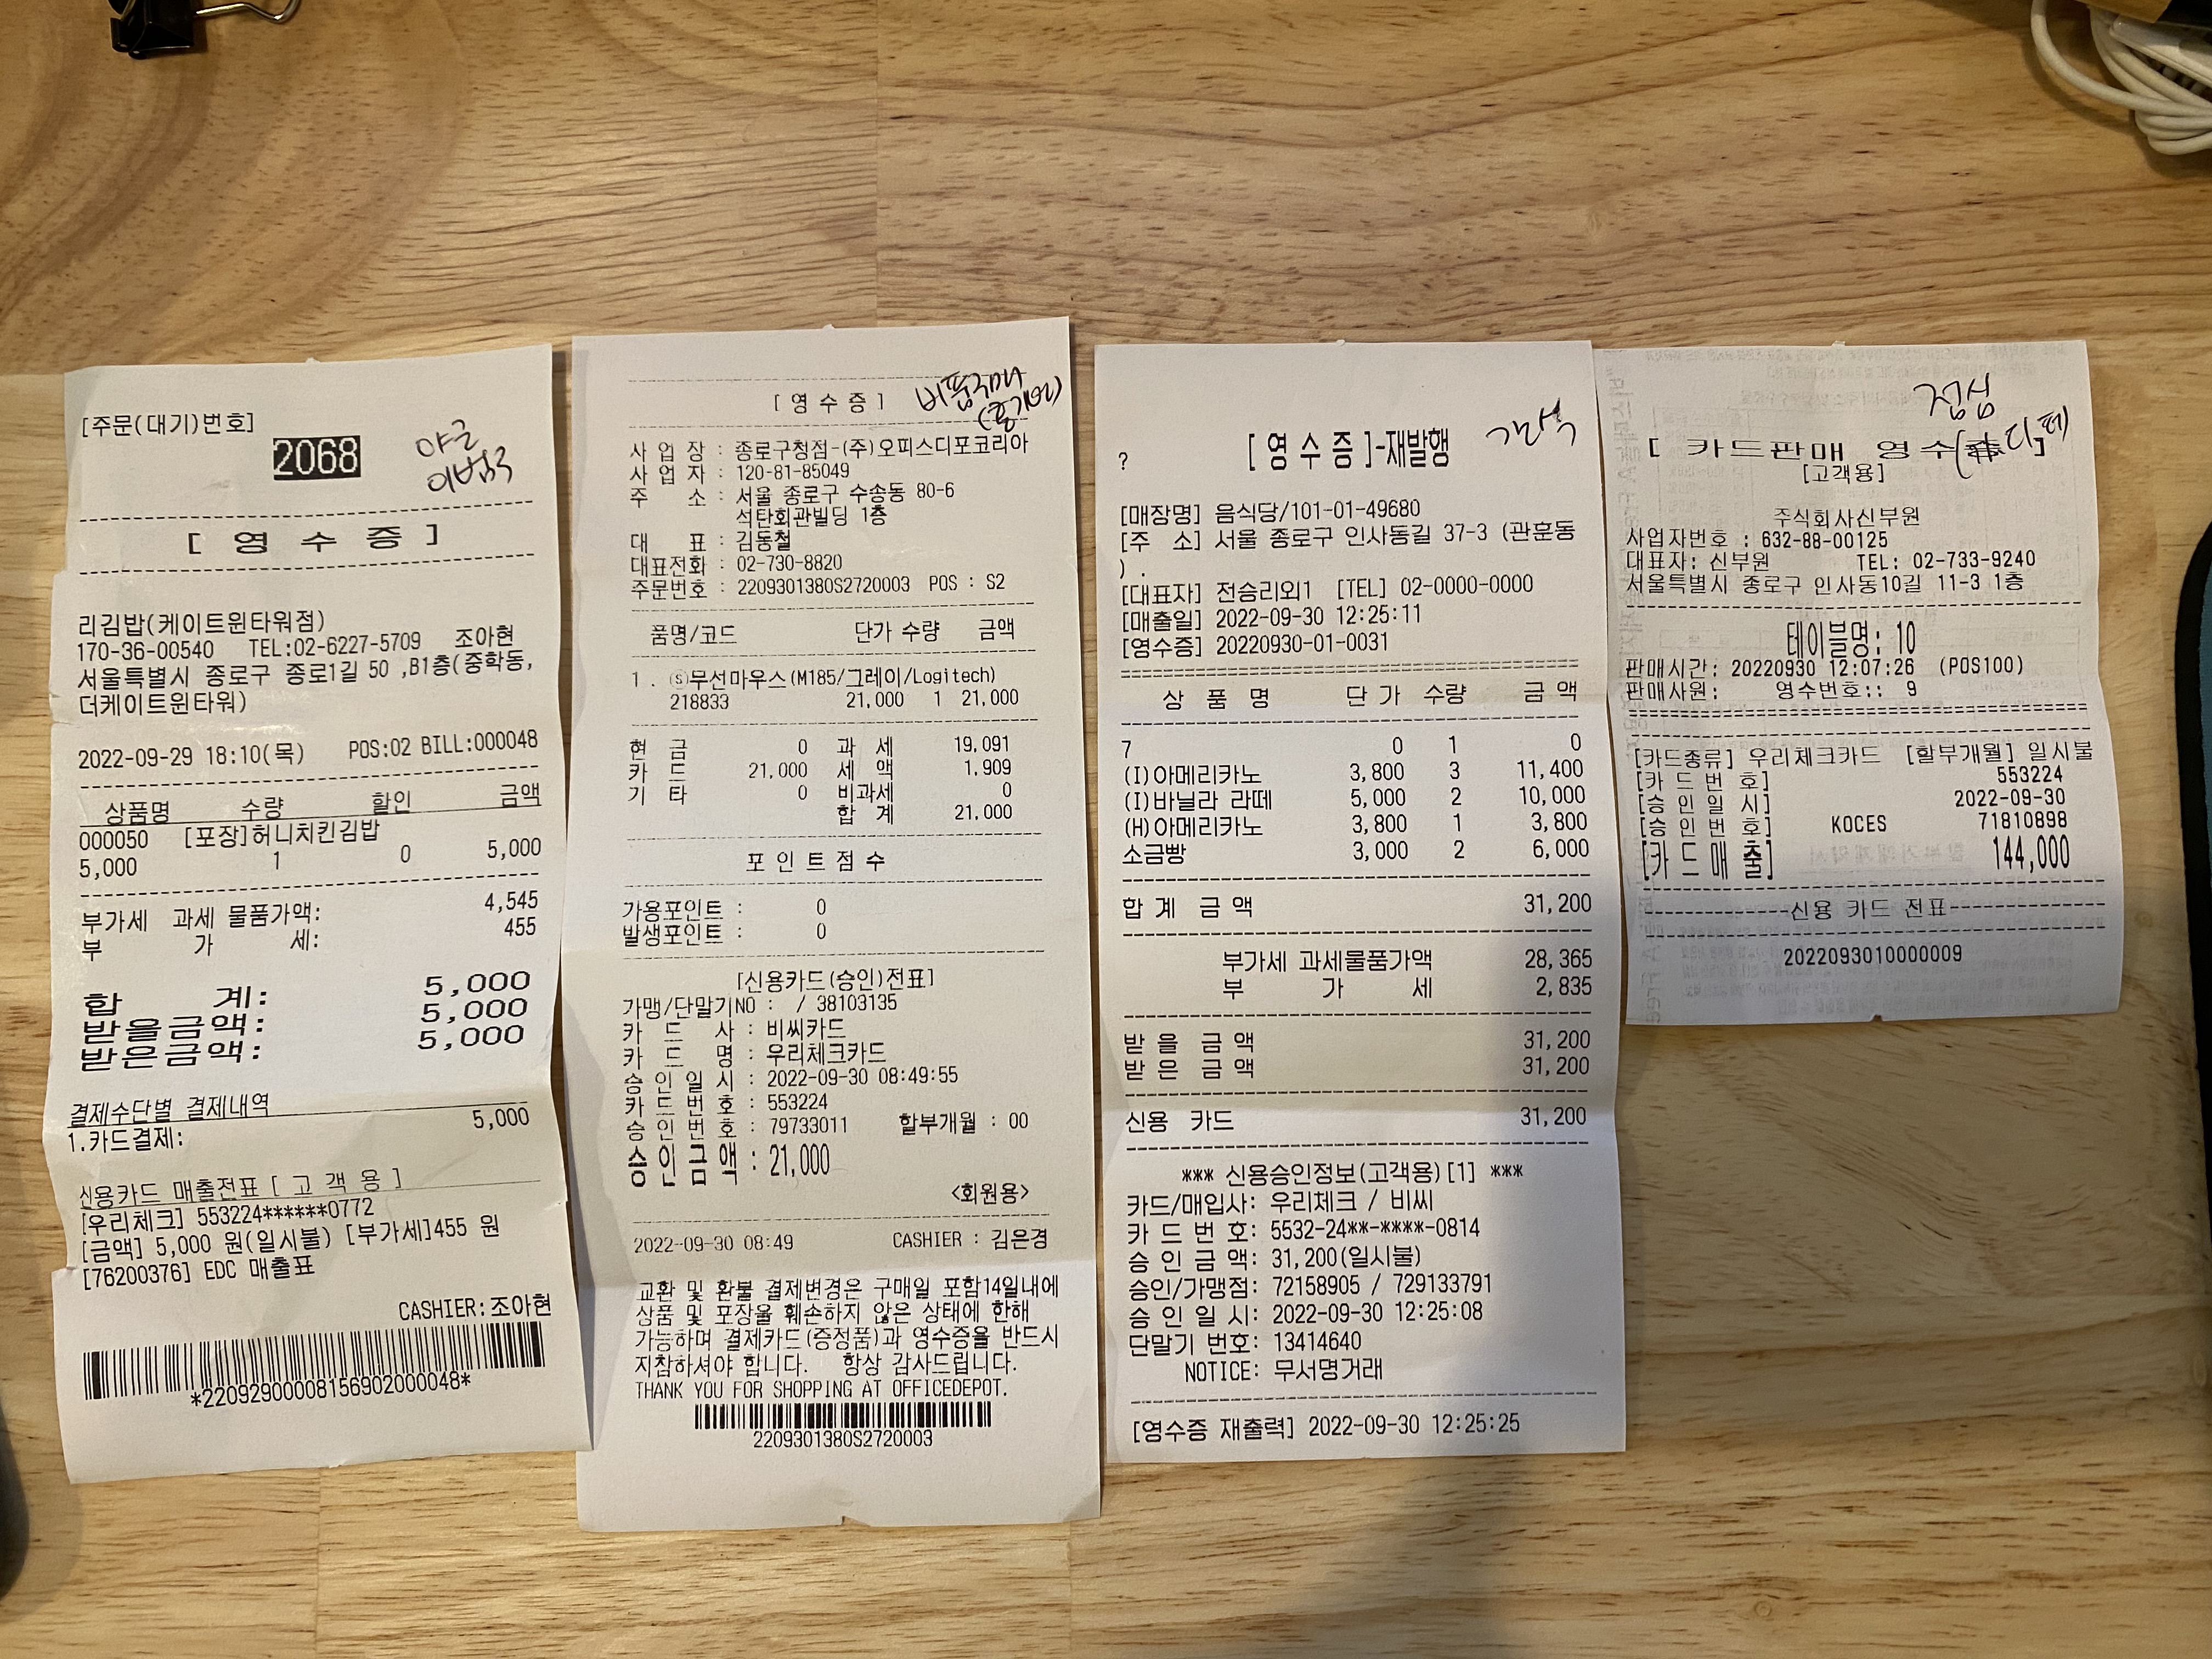 [주문(대기)번호]
2068
야근
이범주
[ 영 수 증 ]
리김밥(케이트윈타워점)
170-36-00540 TEL:02-6227-5709 조아현
서울특별시 종로구 종로1길 50 ,B1층(중학동,
더케이트윈타워)
2022-09-29 18:10(목) POS:02 BILL:000048
상품명 수량 할인 금액
000050 [포장]허니치킨김밥
5,000 1 0 5,000
부가세 과세 물품가액: 4,545
부 가 세: 455
합 계: 5,000
받을금액: 5,000
받은금액: 5,000
결제수단별 결제내역
1.카드결제: 5,000
신용카드 매출전표 [ 고 객 용 ]
[우리체크] 553224******0772
[금액] 5,000 원(일시불) [부가세]455 원
[76200376] EDC 매출표
CASHIER:조아현
*22092900008156902000048*
[ 영 수 증 ] 비품구매
사 업 장 : 종로구청점-(주)오피스디포코리아
사 업 자 : 120-81-85049
주 소 : 서울 종로구 수송동 80-6
석탄회관빌딩 1층
대 표 : 김동철
대표전화 : 02-730-8820
주문번호 : 2209301380S2720003 POS : S2
품명/코드 단가 수량 금액
1. ⓢ무선마우스(M185/그레이/Logitech)
218833 21,000 1 21,000
현 금 0 과 세 19,091
카 드 21,000 세 액 1,909
기 타 0 비과세 0
합 계 21,000
포 인 트 점 수
가용포인트 : 0
발생포인트 : 0
[신용카드(승인)전표]
가맹/단말기NO : / 38103135
카 드 사 : 비씨카드
카 드 명 : 우리체크카드
승 인 일 시 : 2022-09-30 08:49:55
카 드 번 호 : 553224
승 인 번 호 : 79733011 할부개월 : 00
승 인 금 액 : 21,000
<회원용>
2022-09-30 08:49 CASHIER : 김은경
교환 및 환불 결제변경은 구매일 포함14일내에
상품 및 포장을 훼손하지 않은 상태에 한해
가능하며 결제카드(증정품)과 영수증을 반드시
지참하셔야 합니다. 항상 감사드립니다.
THANK YOU FOR SHOPPING AT OFFICEDEPOT.
2209301380S2720003
? [ 영 수 증 ]-재발행 간식
[매장명] 음식당/101-01-49680
[주 소] 서울 종로구 인사동길 37-3 (관훈동
) .
[대표자] 전승리외1 [TEL] 02-0000-0000
[매출일] 2022-09-30 12:25:11
[영수증] 20220930-01-0031
상 품 명 단 가 수량 금 액
7 0 1 0
(I)아메리카노 3,800 3 11,400
(I)바닐라 라떼 5,000 2 10,000
(H)아메리카노 3,800 1 3,800
소금빵 3,000 2 6,000
합 계 금 액 31,200
부가세 과세물품가액 28,365
부 가 세 2,835
받 을 금 액 31,200
받 은 금 액 31,200
신용 카드 31,200
*** 신용승인정보(고객용)[1] ***
카드/매입사: 우리체크 / 비씨
카 드 번 호: 5532-24**-****-0814
승 인 금 액: 31,200(일시불)
승인/가맹점: 72158905 / 729133791
승 인 일 시: 2022-09-30 12:25:08
단말기 번호: 13414640
NOTICE: 무서명거래
[영수증 재출력] 2022-09-30 12:25:25
점심
[ 카드판매 영수증 ]
[고객용]
주식회사신부원
사업자번호 : 632-88-00125
대표자: 신부원 TEL: 02-733-9240
서울특별시 종로구 인사동10길 11-3 1층
테이블명: 10
판매시간: 20220930 12:07:26 (POS100)
판매사원: 영수번호:: 9
[카드종류] 우리체크카드 [할부개월] 일시불
[카 드 번 호] 553224
[승 인 일 시] 2022-09-30
[승 인 번 호] KOCES 71810898
[카 드 매 출] 144,000
------------신용 카드 전표------------
2022093010000009